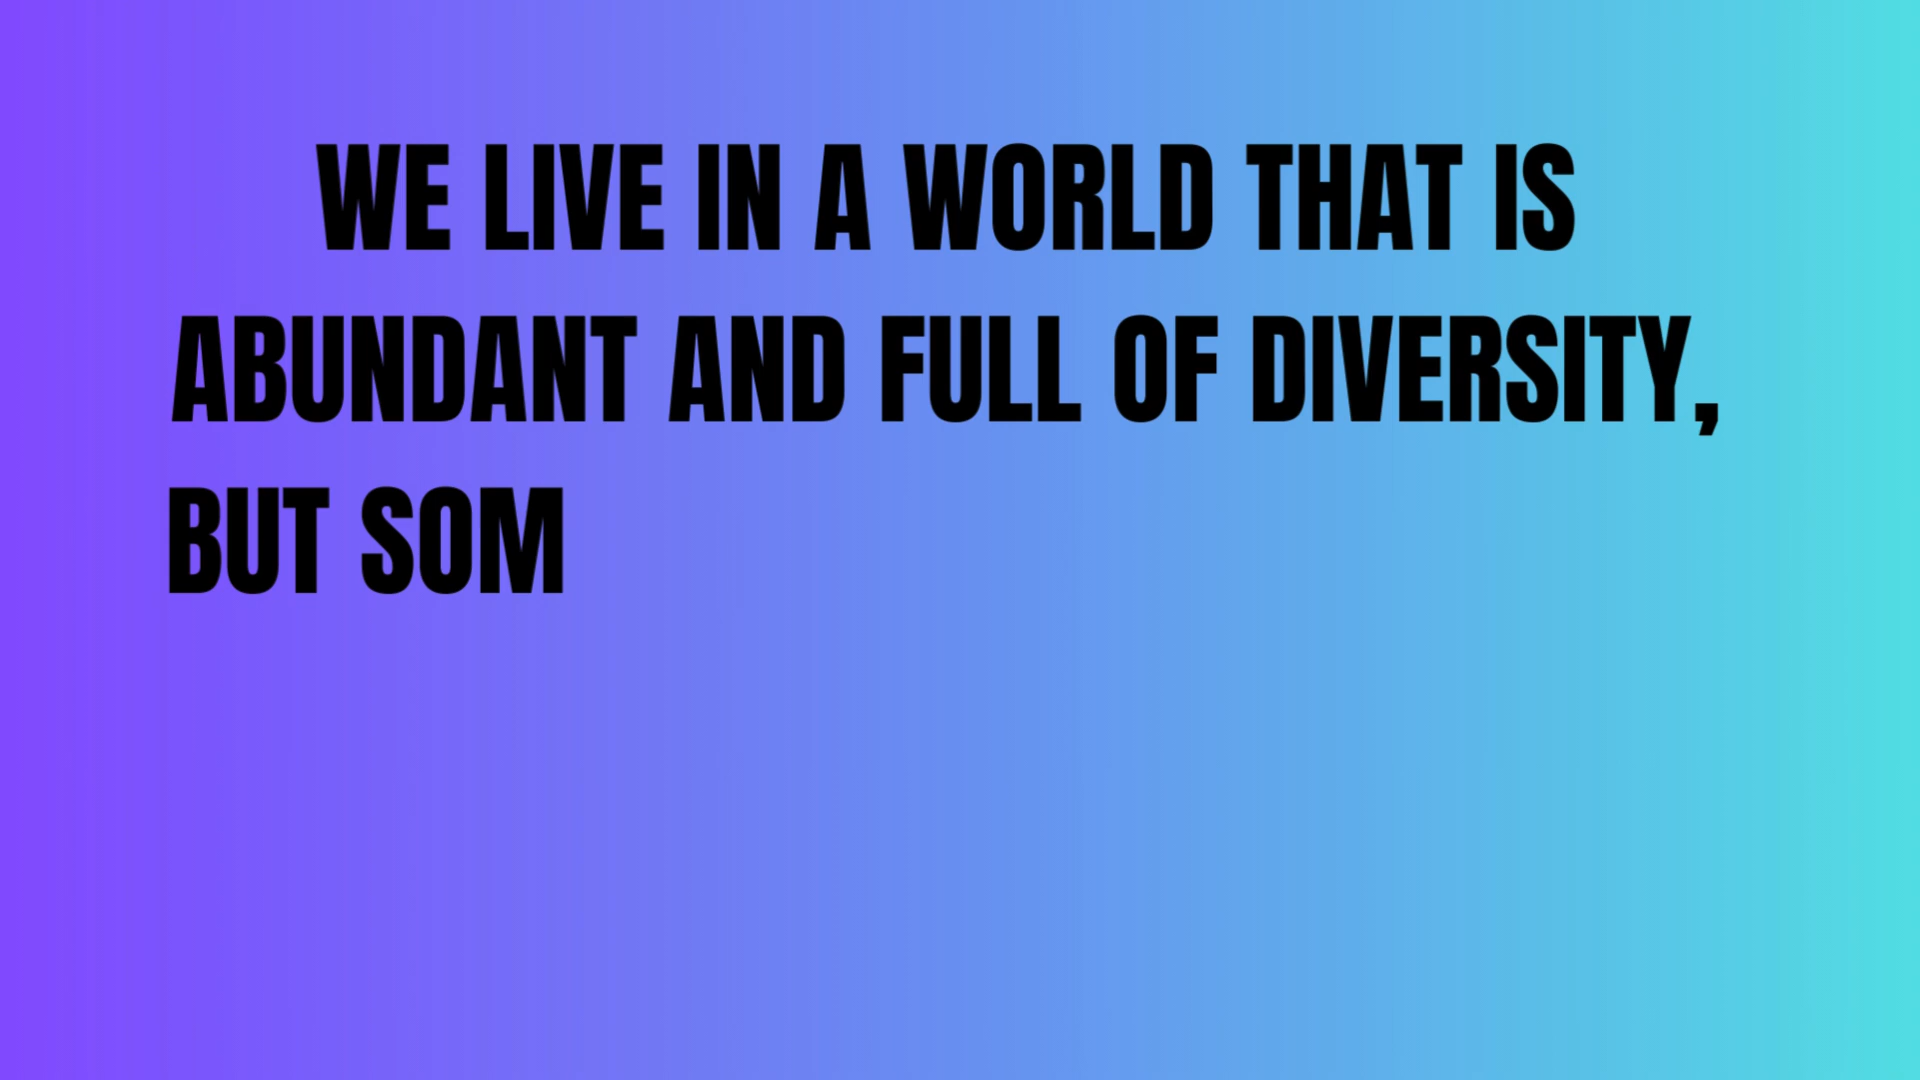 WE LIVE IN A WORLD THAT IS
ABUNDANT AND FULL OF DIVERSITY,
BUT SOM